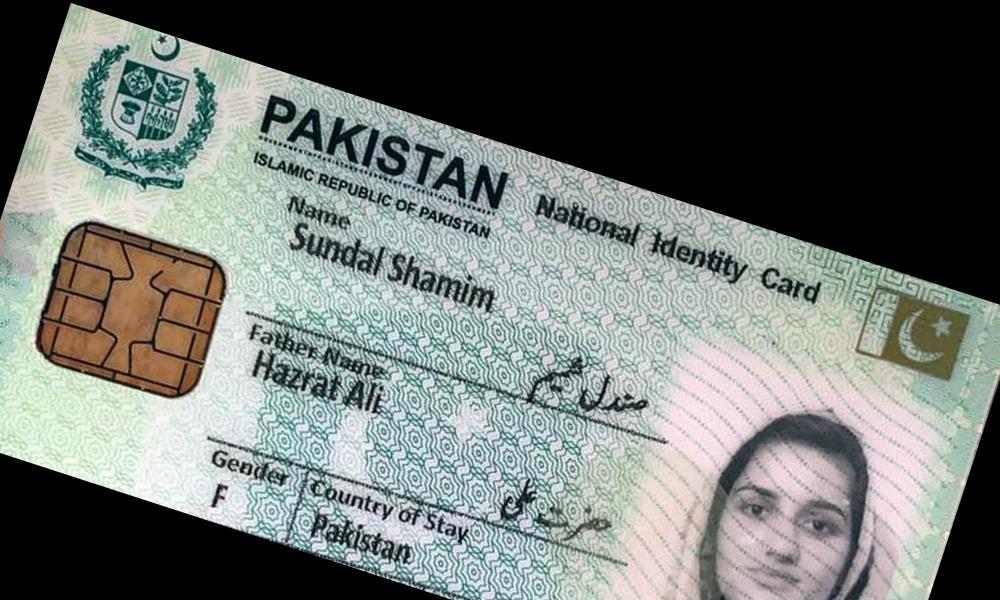 PAKISTAN
National Identity Card
ISLAMIC REPUBLIC OF PAKISTAN
Name
Sundal Shamim
صندل شمیم
Father Name
Hazrat Ali
حضرت علی
Gender
F
Country of Stay
Pakistan